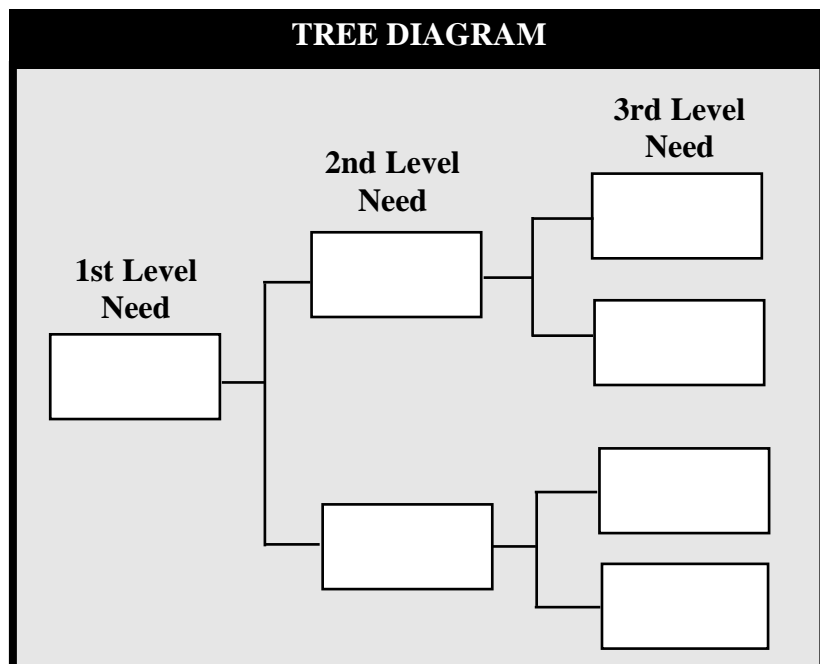 TREE DIAGRAM
1st Level
Need
2nd Level
Need
3rd Level
Need